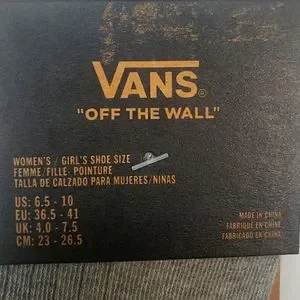 VANS®
"OFF THE WALL"
WOMEN'S / GIRL'S SHOE SIZE
FEMME/FILLE: POINTURE
TALLA DE CALZADO PARA MUJERES/NINAS
US: 6.5 - 10
EU: 36.5 - 41
UK: 4.0 - 7.5
CM: 23 - 26.5
MADE IN CHINA
FABRIQUÉ EN CHINE
FABRICADO EN CHINA